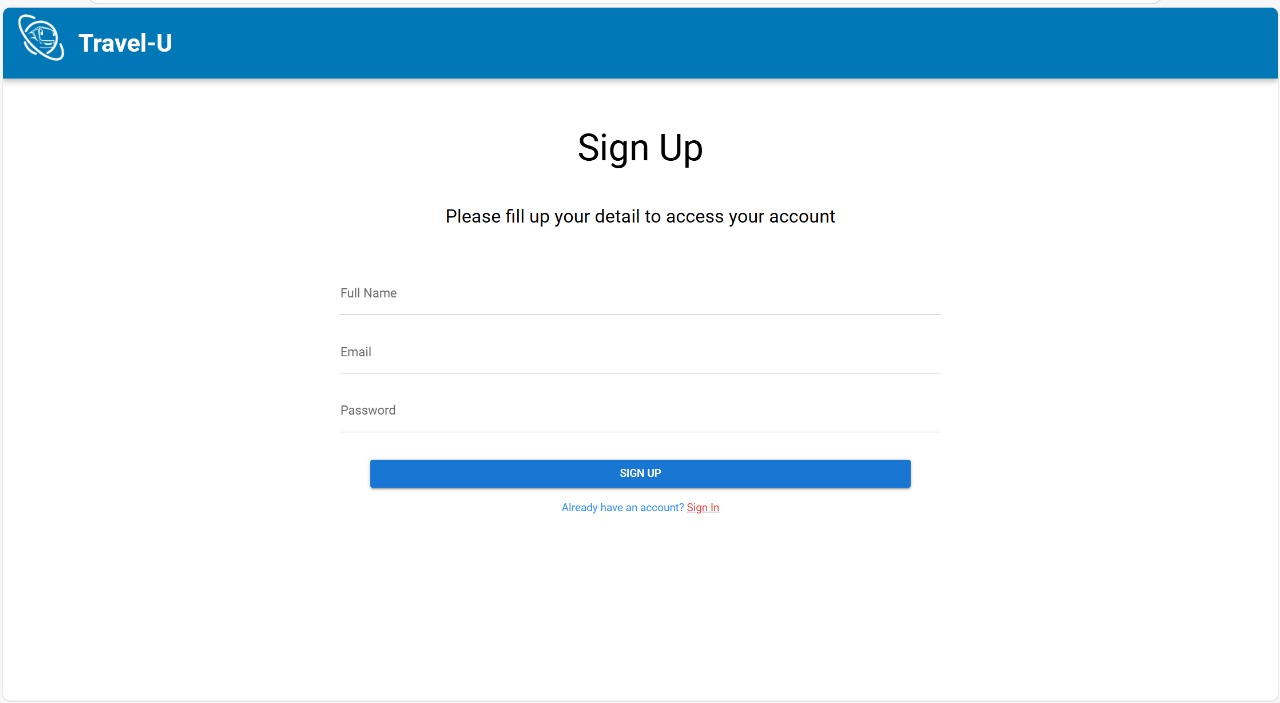 Travel-U
Sign Up
Please fill up your detail to access your account
Full Name
Email
Password
SIGN UP
Already have an account? Sign In